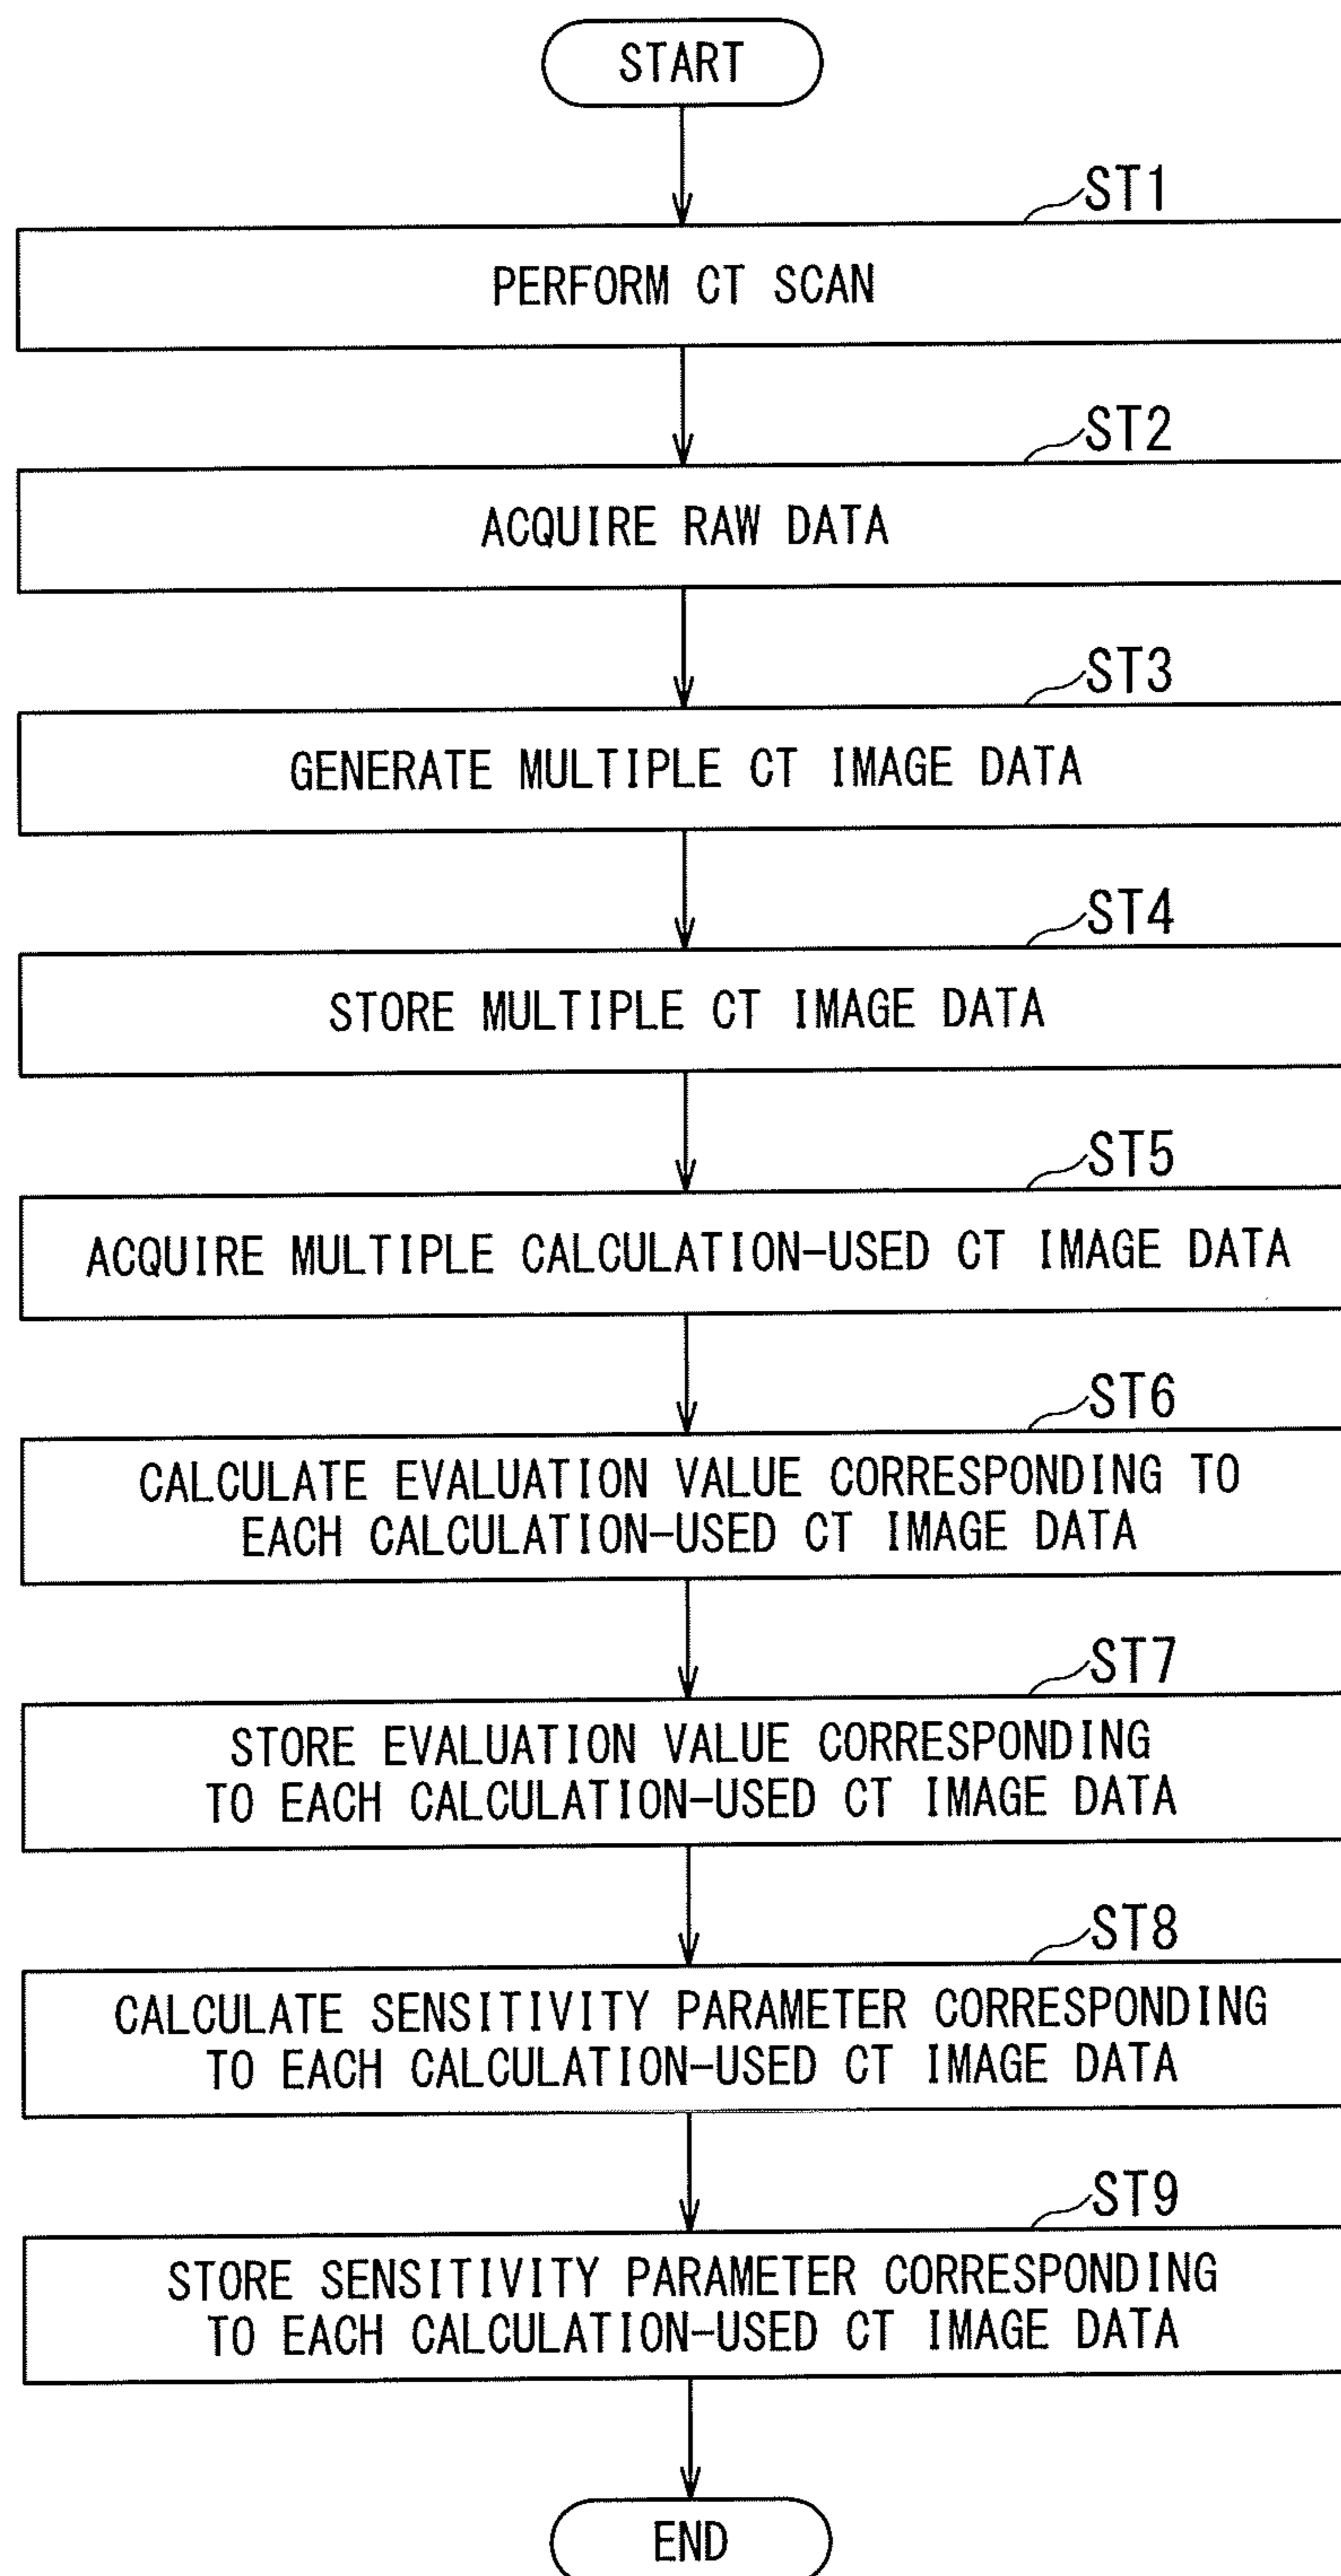 START
ST1
PERFORM CT SCAN
ST2
ACQUIRE RAW DATA
ST3
GENERATE MULTIPLE CT IMAGE DATA
ST4
STORE MULTIPLE CT IMAGE DATA
ST5
ACQUIRE MULTIPLE CALCULATION-USED CT IMAGE DATA
ST6
CALCULATE EVALUATION VALUE CORRESPONDING TO
EACH CALCULATION-USED CT IMAGE DATA
ST7
STORE EVALUATION VALUE CORRESPONDING
TO EACH CALCULATION-USED CT IMAGE DATA
ST8
CALCULATE SENSITIVITY PARAMETER CORRESPONDING
TO EACH CALCULATION-USED CT IMAGE DATA
ST9
STORE SENSITIVITY PARAMETER CORRESPONDING
TO EACH CALCULATION-USED CT IMAGE DATA
END